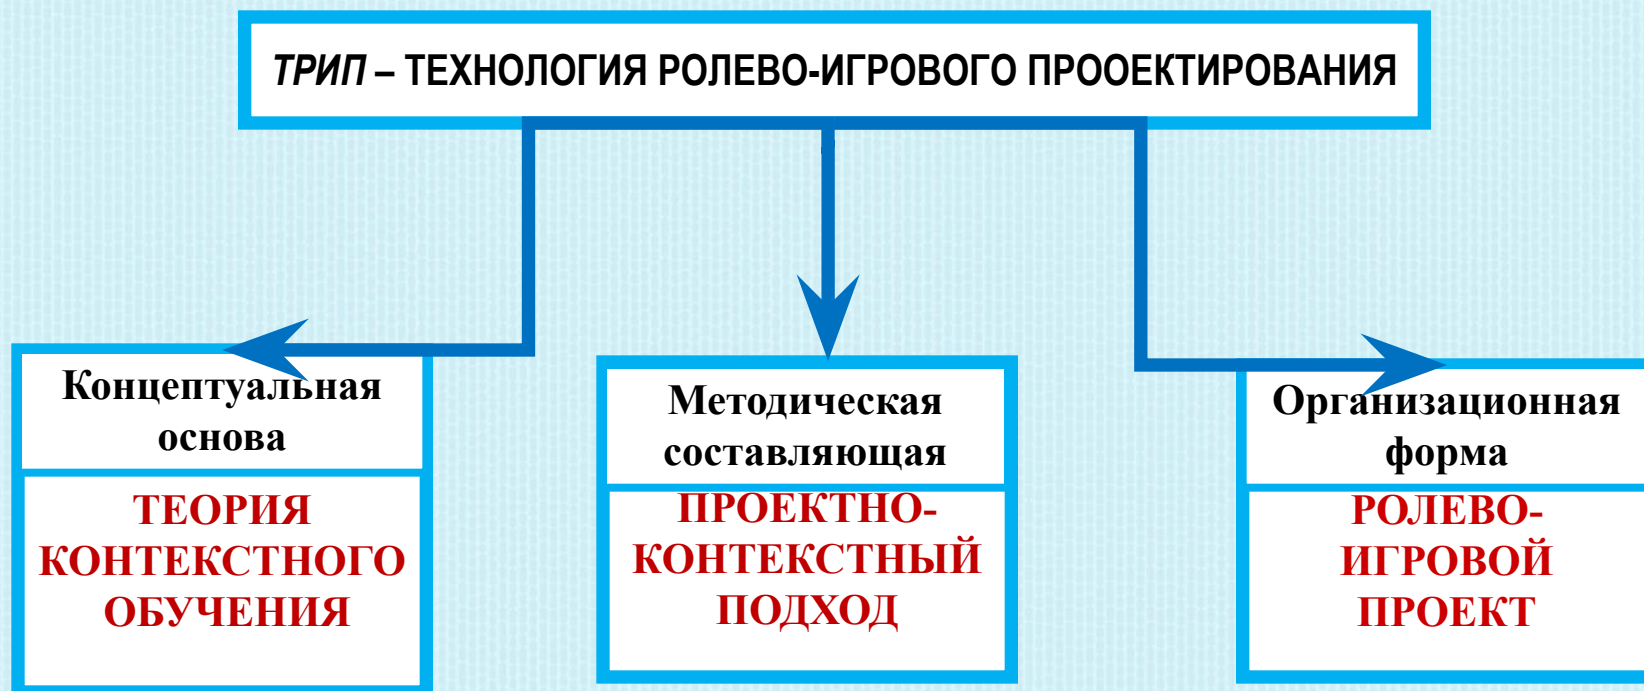 ТРИП – ТЕХНОЛОГИЯ РОЛЕВО-ИГРОВОГО ПРООЕКТИРОВАНИЯ
Концептуальная
основа
ТЕОРИЯ
КОНТЕКСТНОГО
ОБУЧЕНИЯ
Методическая
составляющая
ПРОЕКТНО-
КОНТЕКСТНЫЙ
ПОДХОД
Организационная
форма
РОЛЕВО-
ИГРОВОЙ
ПРОЕКТ